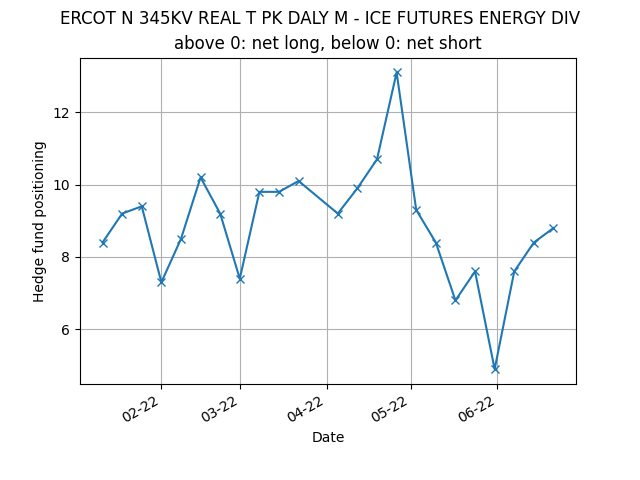 ERCOT N 345KV REAL T PK DALY M - ICE FUTURES ENERGY DIV
above 0: net long, below 0: net short
Hedge fund positioning
12
10
8
6
02-22
03-22
04-22
05-22
06-22
Date